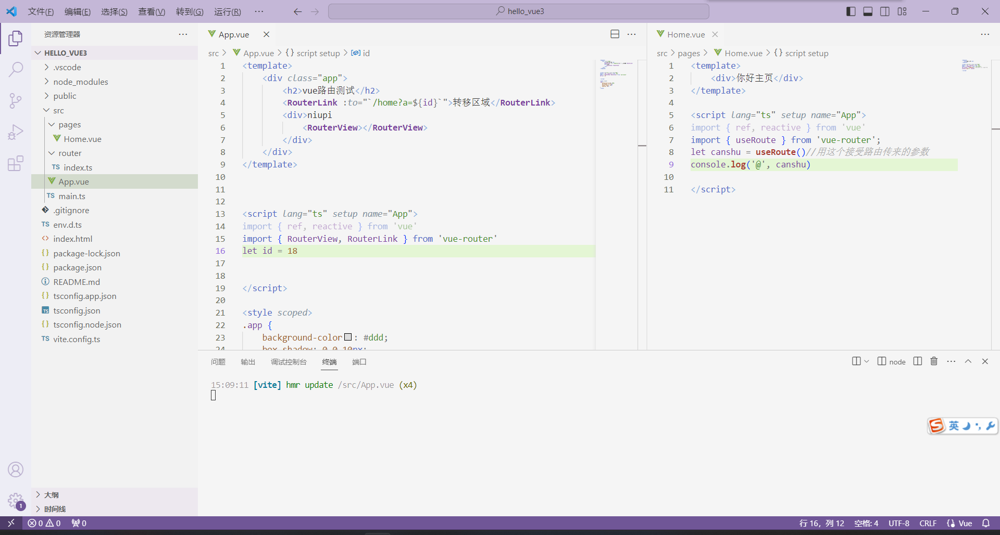 文件(F) 编辑(E) 选择(S) 查看(V) 转到(G) 运行(R) ··· hello_vue3
资源管理器 ···
HELLO_VUE3
.vscode
node_modules
public
src
pages
Home.vue
router
TS index.ts
App.vue
TS main.ts
.gitignore
TS env.d.ts
<> index.html
{} package-lock.json
{} package.json
README.md
{} tsconfig.app.json
TS tsconfig.json
{} tsconfig.node.json
TS vite.config.ts
大纲
时间线
1
App.vue
src > App.vue > {} script setup > id
1 <template>
2 <div class="app">
3 <h2>vue路由测试</h2>
4 <RouterLink :to="`/home?a=${id}`">转移区域</RouterLink>
5 <div>niupi
6 <RouterView></RouterView>
7 </div>
8 </div>
9 </template>
10
11
12
13 <script lang="ts" setup name="App">
14 import { ref, reactive } from 'vue'
15 import { RouterView, RouterLink } from 'vue-router'
16 let id = 18
17
18
19 </script>
20
21 <style scoped>
22 .app {
23 background-color: #ddd;
24 box-shadow: 0 0 10px;
Home.vue
src > pages > Home.vue > {} script setup
1 <template>
2 <div>你好主页</div>
3 </template>
4
5 <script lang="ts" setup name="App">
6 import { ref, reactive } from 'vue'
7 import { useRoute } from 'vue-router';
8 let canshu = useRoute()//用这个接受路由传来的参数
9 console.log('@', canshu)
10
11 </script>
问题 输出 调试控制台 终端 端口 node
15:09:11 [vite] hmr update /src/App.vue (x4)
S 英
0 0 0 行 16，列 12 空格: 4 UTF-8 CRLF {} Vue